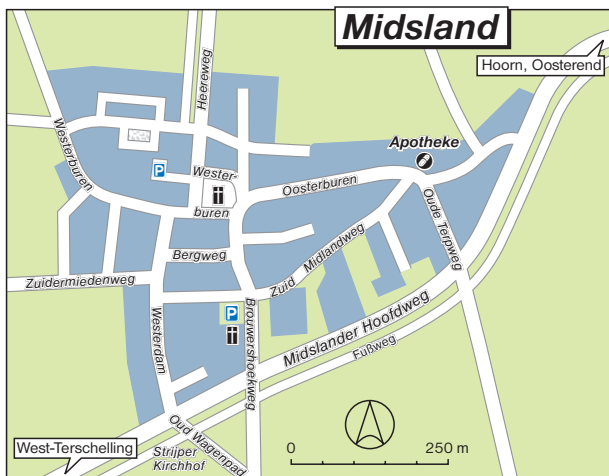 Midsland
Hoorn, Oosterend
Heereweg
Westerburen
Apotheke
P
Wester-
buren
Oosterburen
Oude Terpweg
Bergweg
Zuid Midlandweg
Zuidermiedenweg
P
Westerdam
Brouwershoekweg
Midslander Hoofdweg
Fußweg
Oud Wagenpad
West-Terschelling
Strijper
Kirchhof
0 250 m